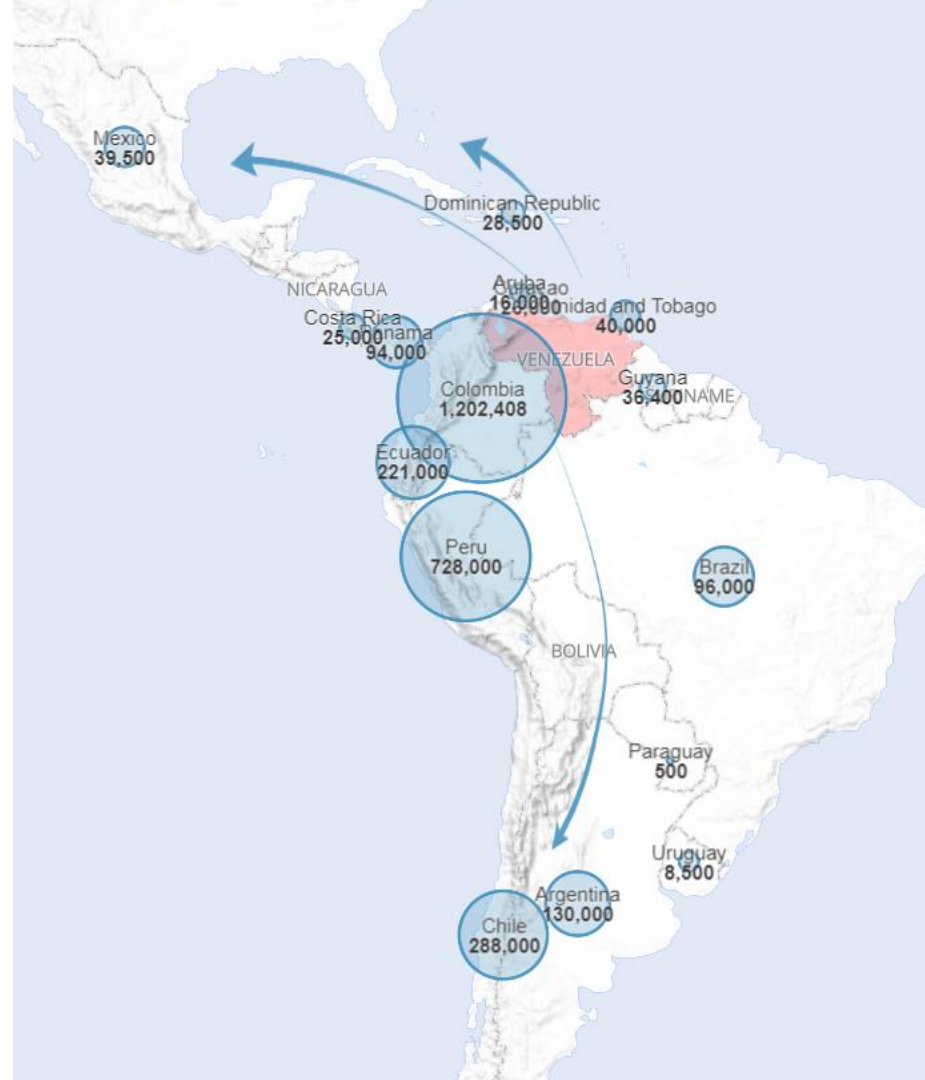 Mexico
39,500
Dominican Republic
28,500
NICARAGUA
Aruba
16,000
Trinidad and Tobago
40,000
Costa Rica
25,000
Panama
94,000
VENEZUELA
Colombia
1,202,408
Guyana
36,400
Ecuador
221,000
Peru
728,000
Brazil
96,000
BOLIVIA
Paraguay
500
Uruguay
8,500
Argentina
130,000
Chile
288,000